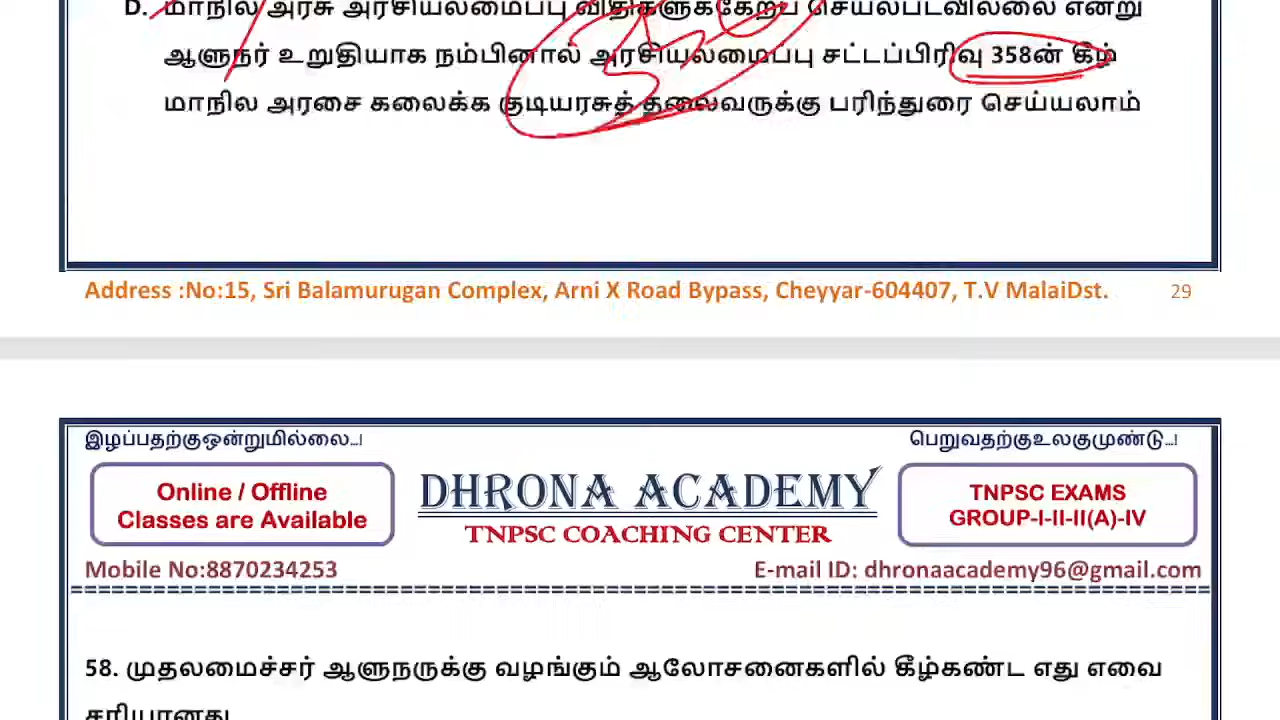 D. மாநில அரசு அரசியலமைப்பு விதிகளுக்கேற்ப செயல்படவில்லை என்று
ஆளுநர் உறுதியாக நம்பினால் அரசியலமைப்பு சட்டப்பிரிவு 358ன் கீழ்
மாநில அரசை கலைக்க குடியரசுத் தலைவருக்கு பரிந்துரை செய்யலாம்
Address :No:15, Sri Balamurugan Complex, Arni X Road Bypass, Cheyyar-604407, T.V MalaiDst. 29
இழப்பதற்குஒன்றுமில்லை...! பெறுவதற்குஉலகுமுண்டு...!
Online / Offline
Classes are Available
DHRONA ACADEMY
TNPSC COACHING CENTER
TNPSC EXAMS
GROUP-I-II-II(A)-IV
Mobile No:8870234253 E-mail ID: dhronaacademy96@gmail.com
58. முதலமைச்சர் ஆளுநருக்கு வழங்கும் ஆலோசனைகளில் கீழ்கண்ட எது எவை
சரியானது